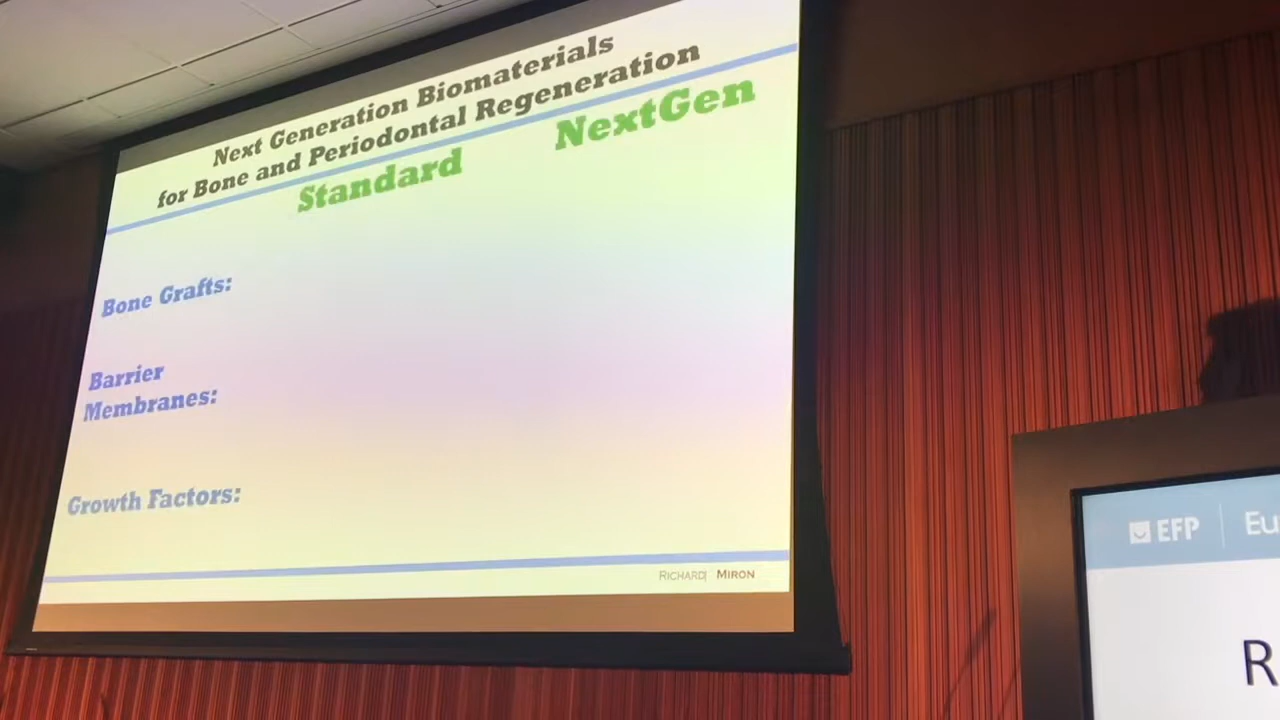 Next Generation Biomaterials
for Bone and Periodontal Regeneration
Standard
NextGen
Bone Grafts:
Barrier
Membranes:
Growth Factors:
RICHARD| MIRON
EFP
Eu
R